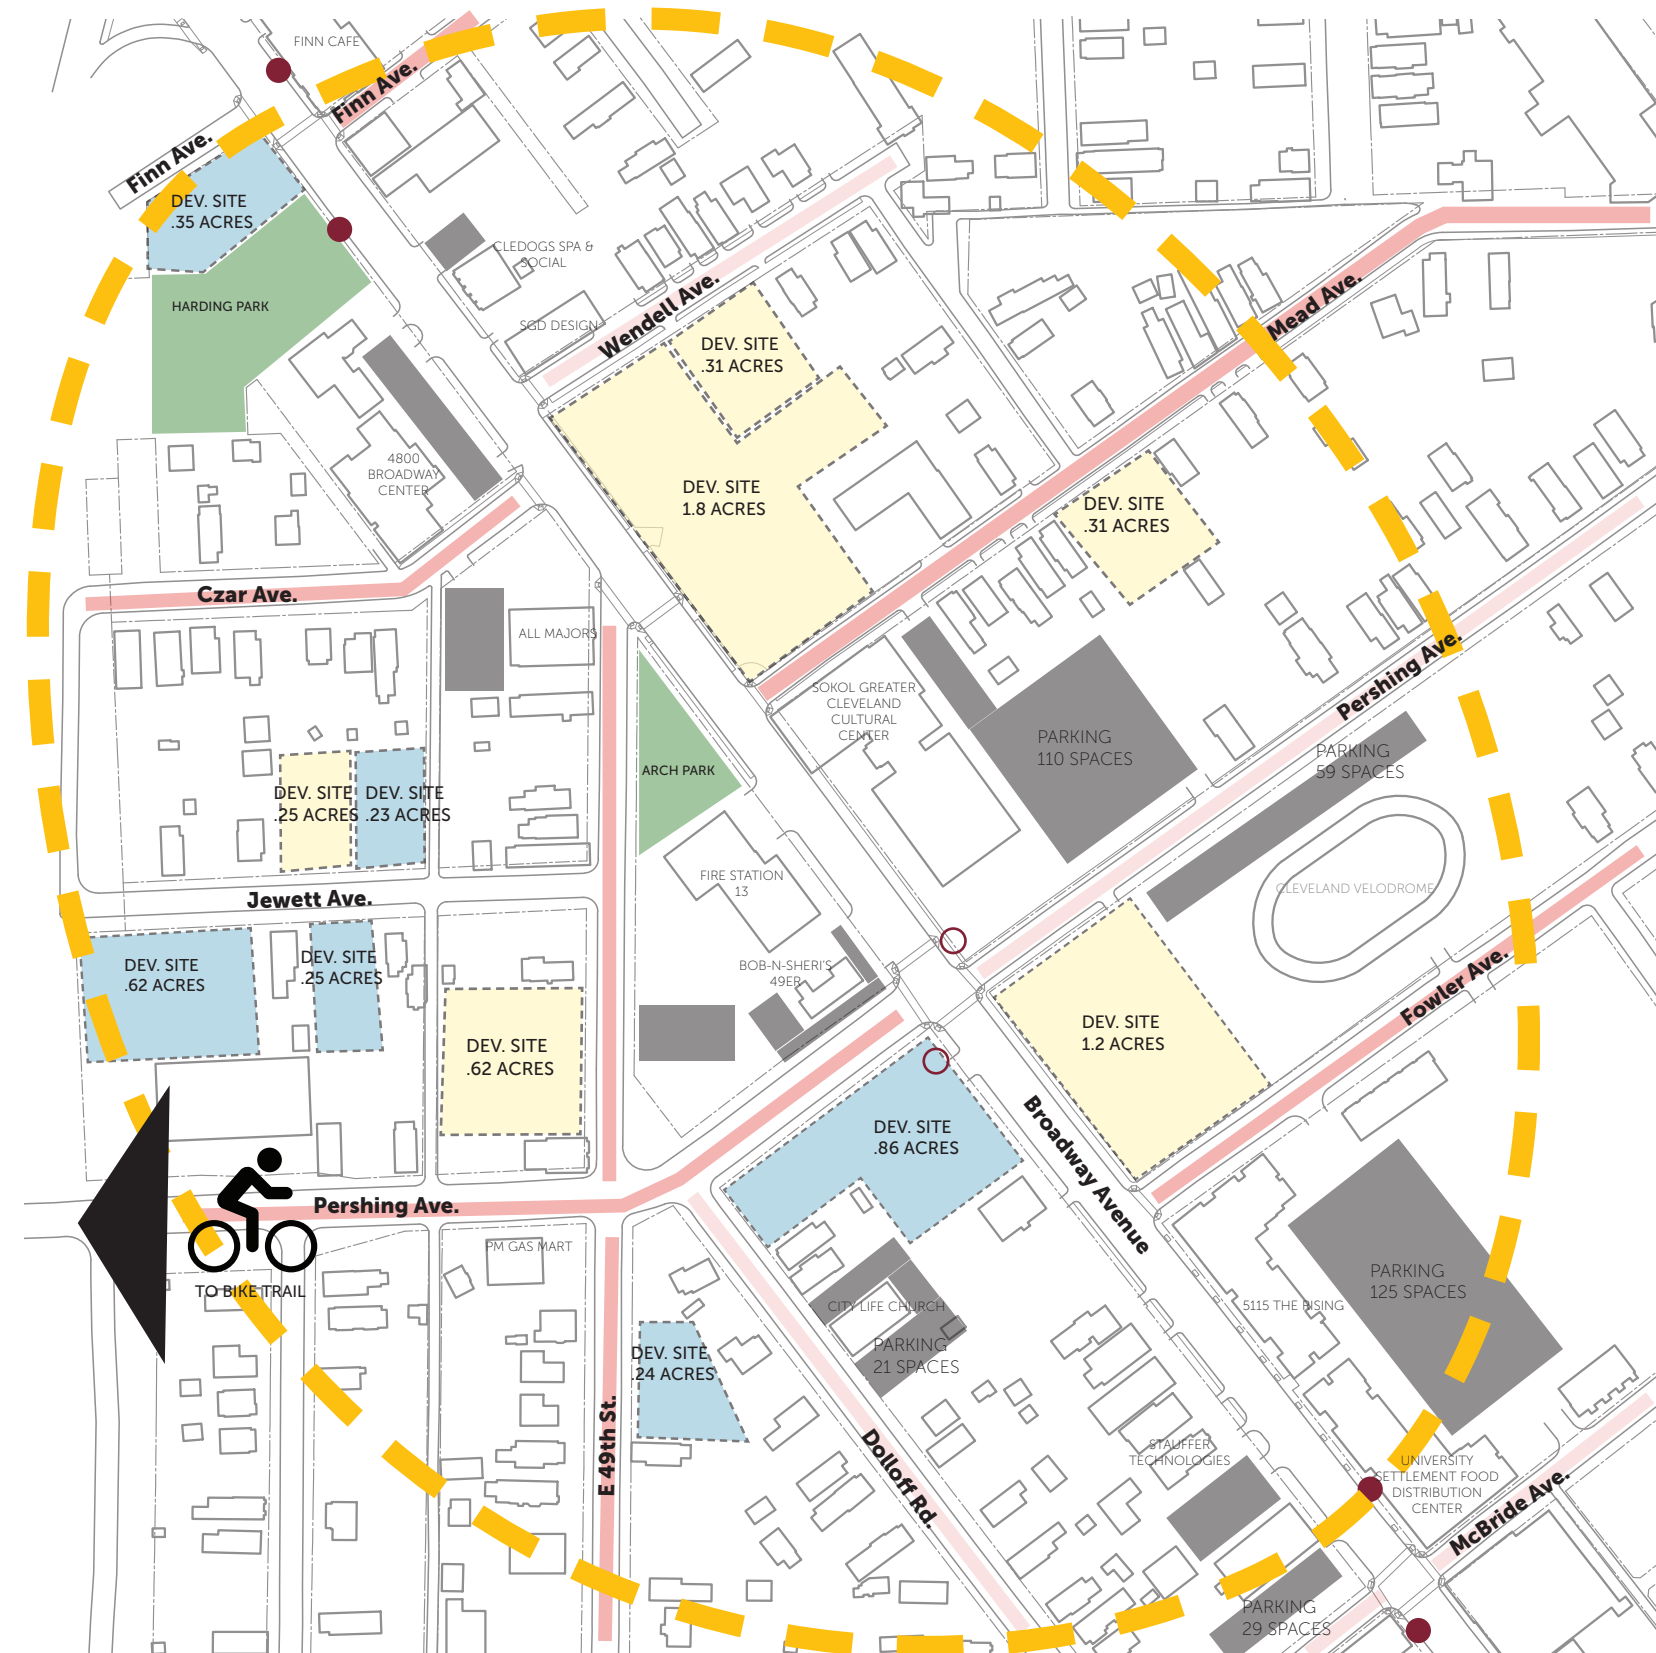 FINN CAFE
Finn Ave.
Finn Ave.
DEV. SITE
.35 ACRES
HARDING PARK
CLEDOGS SPA &
SOCIAL
SGD DESIGN
Wendell Ave.
Mead Ave.
DEV. SITE
.31 ACRES
4800
BROADWAY
CENTER
DEV. SITE
1.8 ACRES
DEV. SITE
.31 ACRES
Czar Ave.
ALL MAJORS
SOKOL GREATER
CLEVELAND
CULTURAL
CENTER
Pershing Ave.
PARKING
110 SPACES
PARKING
59 SPACES
ARCH PARK
DEV. SITE
.25 ACRES
DEV. SITE
.23 ACRES
FIRE STATION
13
CLEVELAND VELODROME
Jewett Ave.
DEV. SITE
.62 ACRES
DEV. SITE
.25 ACRES
BOB-N-SHERI'S
49ER
Fowler Ave.
DEV. SITE
.62 ACRES
DEV. SITE
1.2 ACRES
DEV. SITE
.86 ACRES
Broadway Avenue
Pershing Ave.
PM GAS MART
TO BIKE TRAIL
CITY LIFE CHURCH
PARKING
21 SPACES
5115 THE RISING
PARKING
125 SPACES
DEV. SITE
.24 ACRES
E 49th St.
Dolloff Rd.
STAUFFER
TECHNOLOGIES
UNIVERSITY
SETTLEMENT FOOD
DISTRIBUTION
CENTER
McBride Ave.
PARKING
29 SPACES